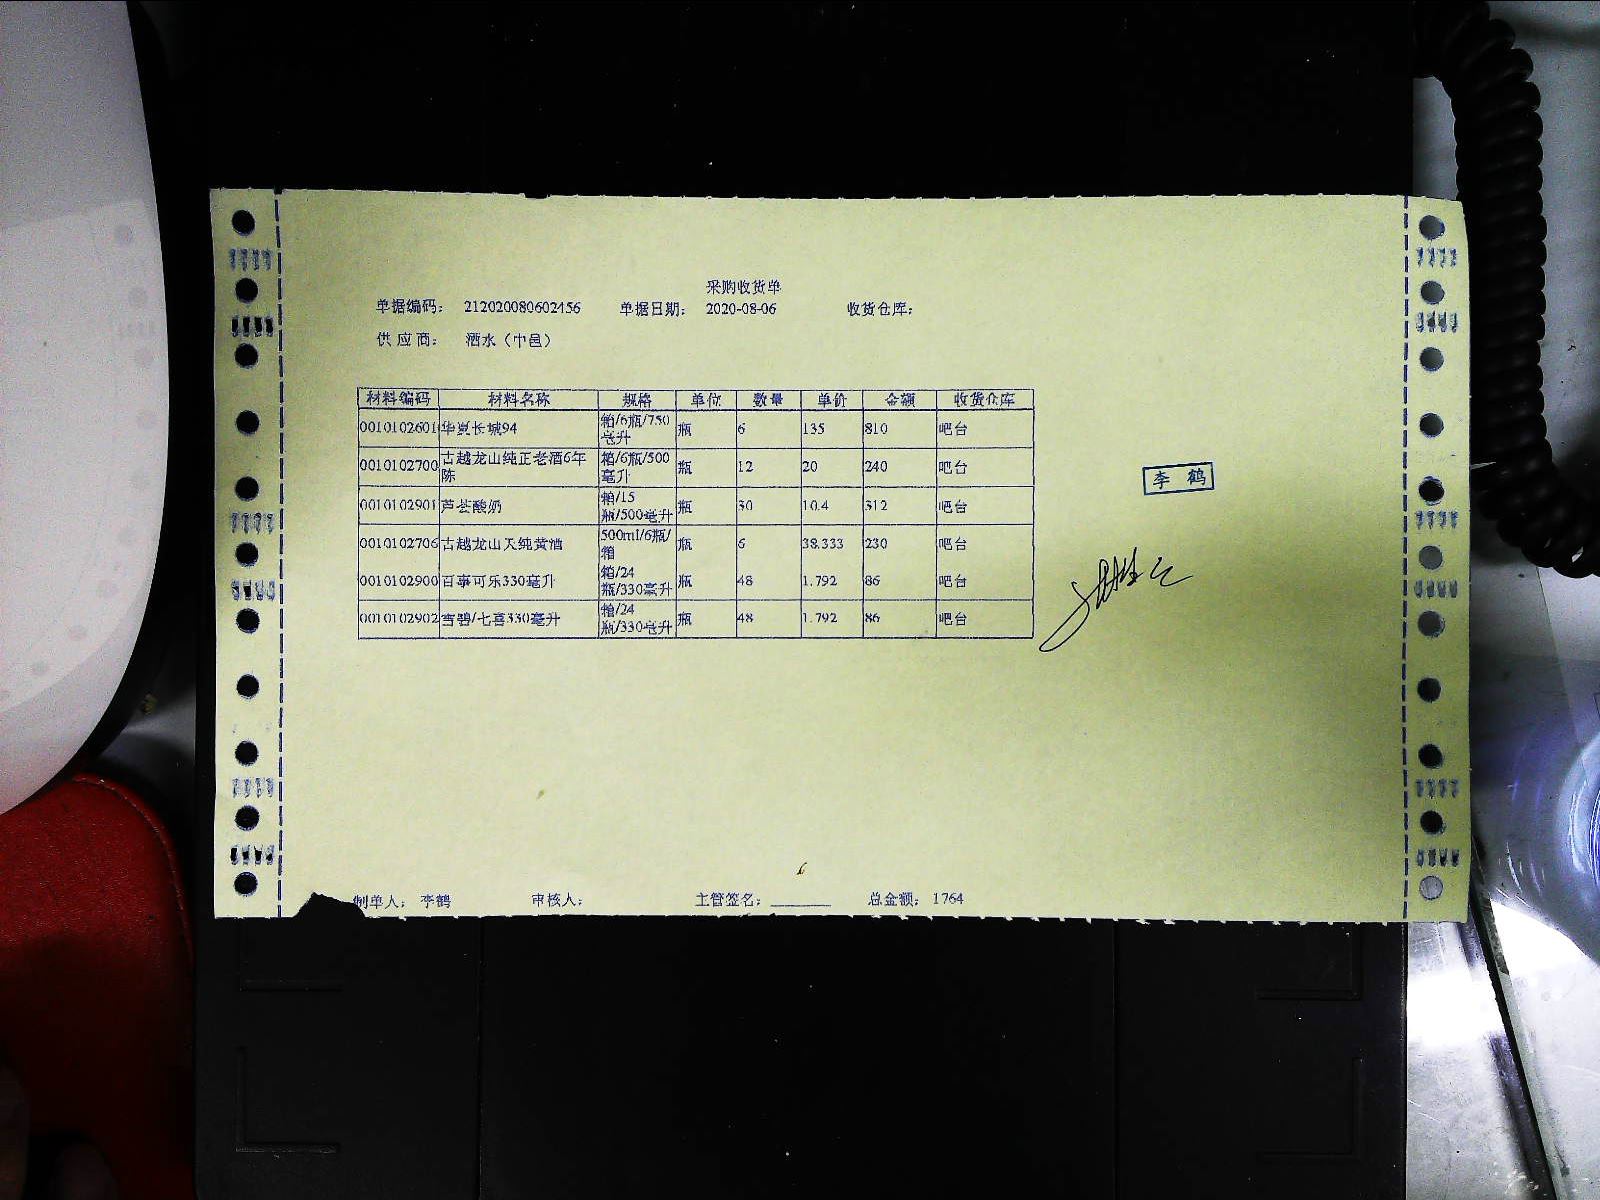 采购收货单
单据编码： 212020080602456 单据日期： 2020-08-06 收货仓库：
供应商： 酒水（中邑）
材料编码 材料名称 规格 单位 数量 单价 金额 收货仓库
0010102601 华夏长城94 箱/6瓶/750毫升 瓶 6 135 810 吧台
0010102700 古越龙山纯正老酒6年陈 箱/6瓶/500毫升 瓶 12 20 240 吧台
0010102901 芦荟酸奶 箱/15瓶/500毫升 瓶 30 10.4 312 吧台
0010102706 古越龙山天纯黄酒 500ml/6瓶/箱 瓶 6 38.333 230 吧台
0010102900 百事可乐330毫升 箱/24瓶/330毫升 瓶 48 1.792 86 吧台
0010102902 雪碧/七喜330毫升 箱/24瓶/330毫升 瓶 48 1.792 86 吧台
李鹤
制单人： 李鹤 审核人： 主管签名： 总金额： 1764